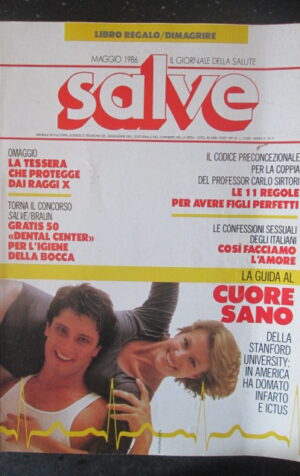 LIBRO REGALO/DIMAGRIRE
MAGGIO 1986 IL GIORNALE DELLA SALUTE
salve
OMAGGIO
LA TESSERA
CHE PROTEGGE
DAI RAGGI X
TORNA IL CONCORSO
SALVE/BRAUN
GRATIS 50
«DENTAL CENTER»
PER L'IGIENE
DELLA BOCCA
IL CODICE PRECONCEZIONALE
PER LA COPPIA
DEL PROFESSOR CARLO SIRTORI
LE 11 REGOLE
PER AVERE FIGLI PERFETTI
LE CONFESSIONI SESSUALI
DEGLI ITALIANI
COSÌ FACCIAMO
L'AMORE
LA GUIDA AL
CUORE
SANO
DELLA
STANFORD
UNIVERSITY:
IN AMERICA
HA DOMATO
INFARTO
E ICTUS